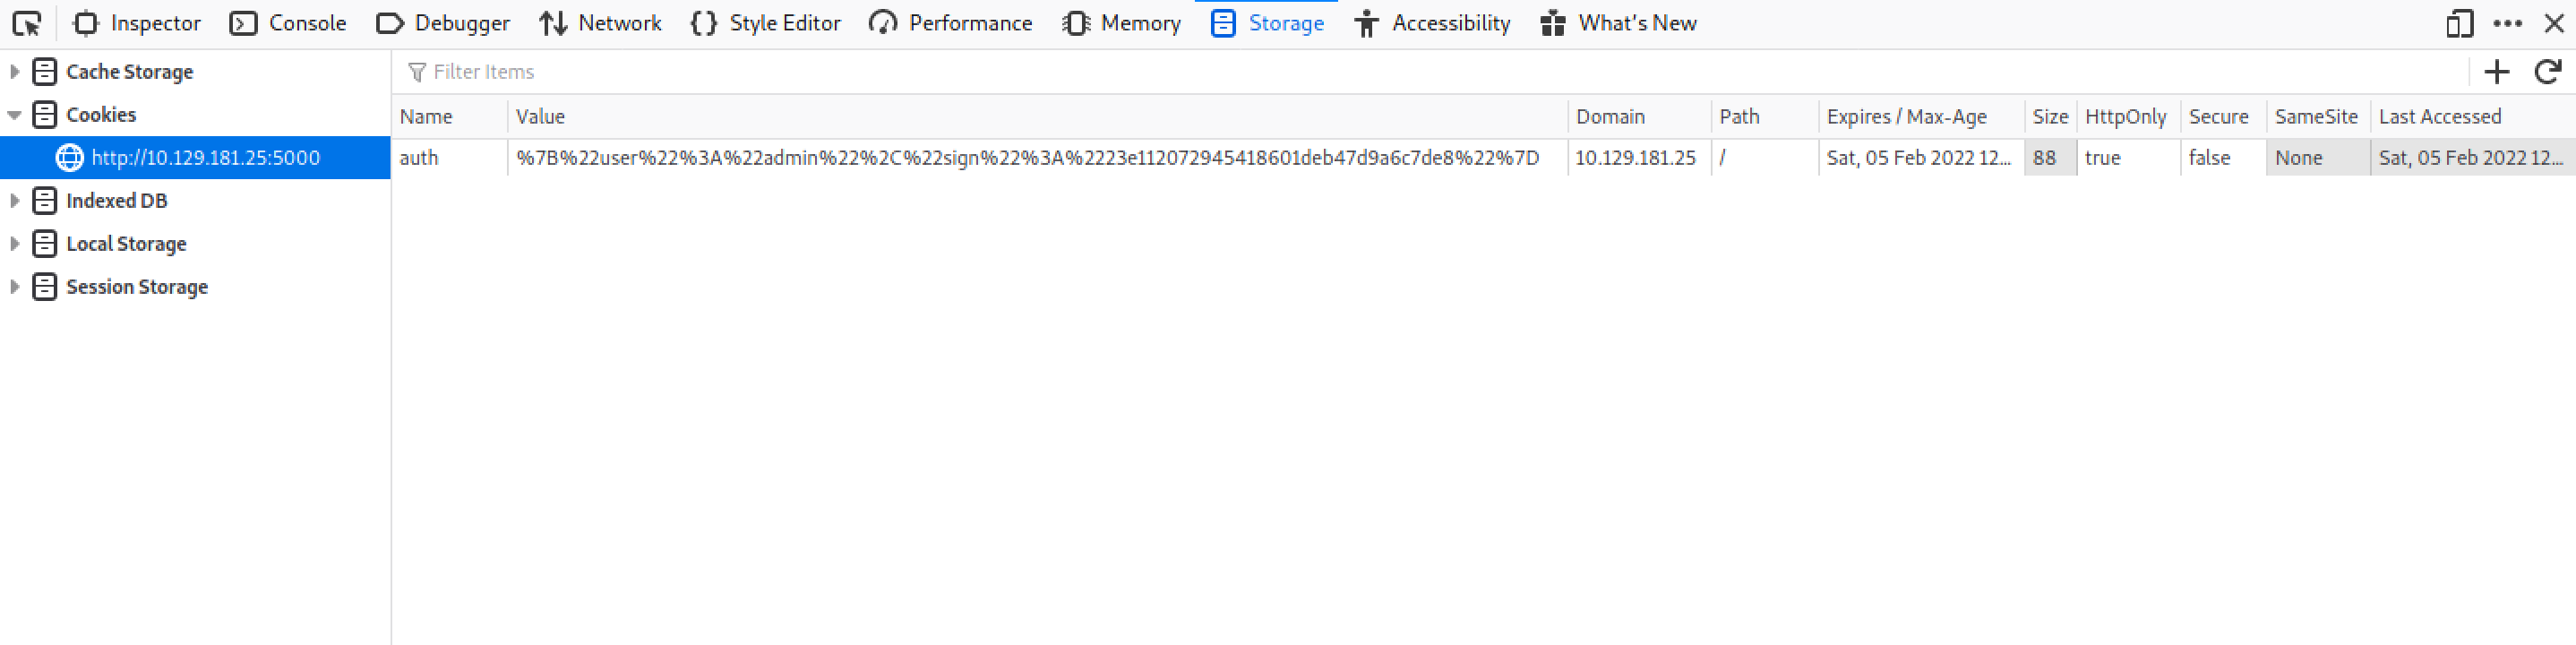 Inspector Console Debugger Network Style Editor Performance Memory Storage Accessibility What's New
Cache Storage
Filter Items
Cookies
Name Value Domain Path Expires / Max-Age Size HttpOnly Secure SameSite Last Accessed
http://10.129.181.25:5000
auth %7B%22user%22%3A%22admin%22%2C%22sign%22%3A%2223e112072945418601deb47d9a6c7de8%22%7D 10.129.181.25 / Sat, 05 Feb 2022 12... 88 true false None Sat, 05 Feb 2022 12...
Indexed DB
Local Storage
Session Storage